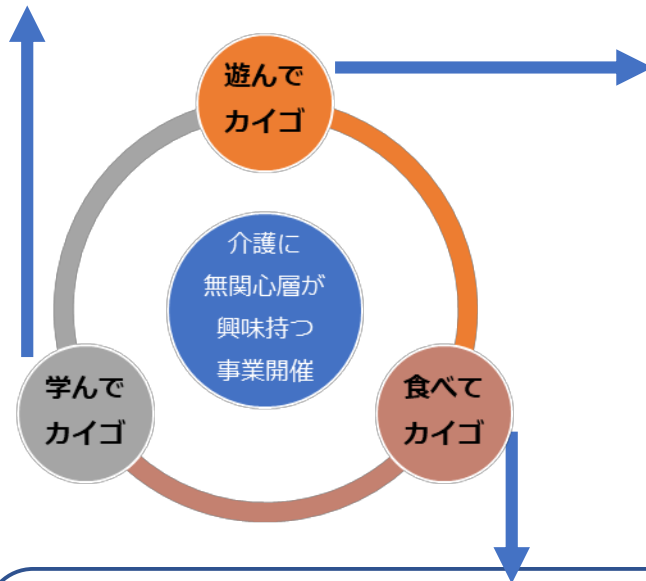 遊んで
カイゴ
介護に
無関心層が
興味持つ
事業開催
学んで
カイゴ
食べて
カイゴ